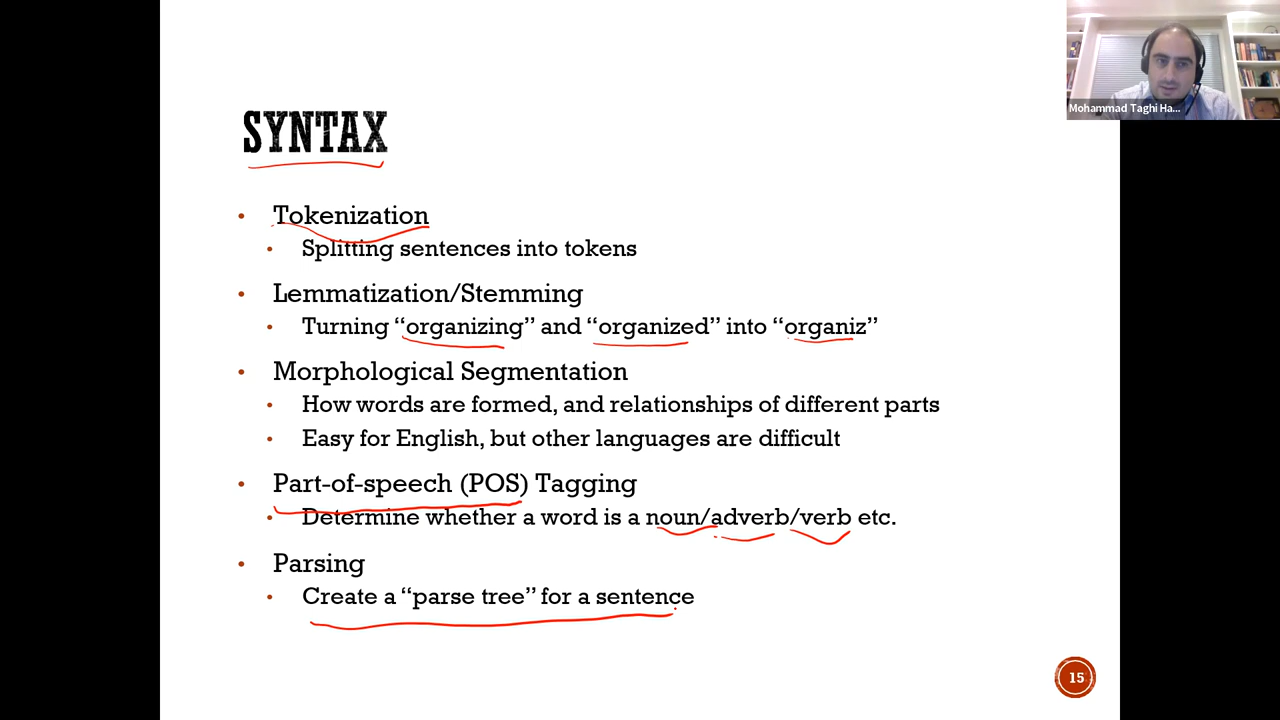 Mohammad Taghi Ha...
SYNTAX
• Tokenization
• Splitting sentences into tokens
• Lemmatization/Stemming
• Turning “organizing” and “organized” into “organiz”
• Morphological Segmentation
• How words are formed, and relationships of different parts
• Easy for English, but other languages are difficult
• Part-of-speech (POS) Tagging
• Determine whether a word is a noun/adverb/verb etc.
• Parsing
• Create a “parse tree” for a sentence
15